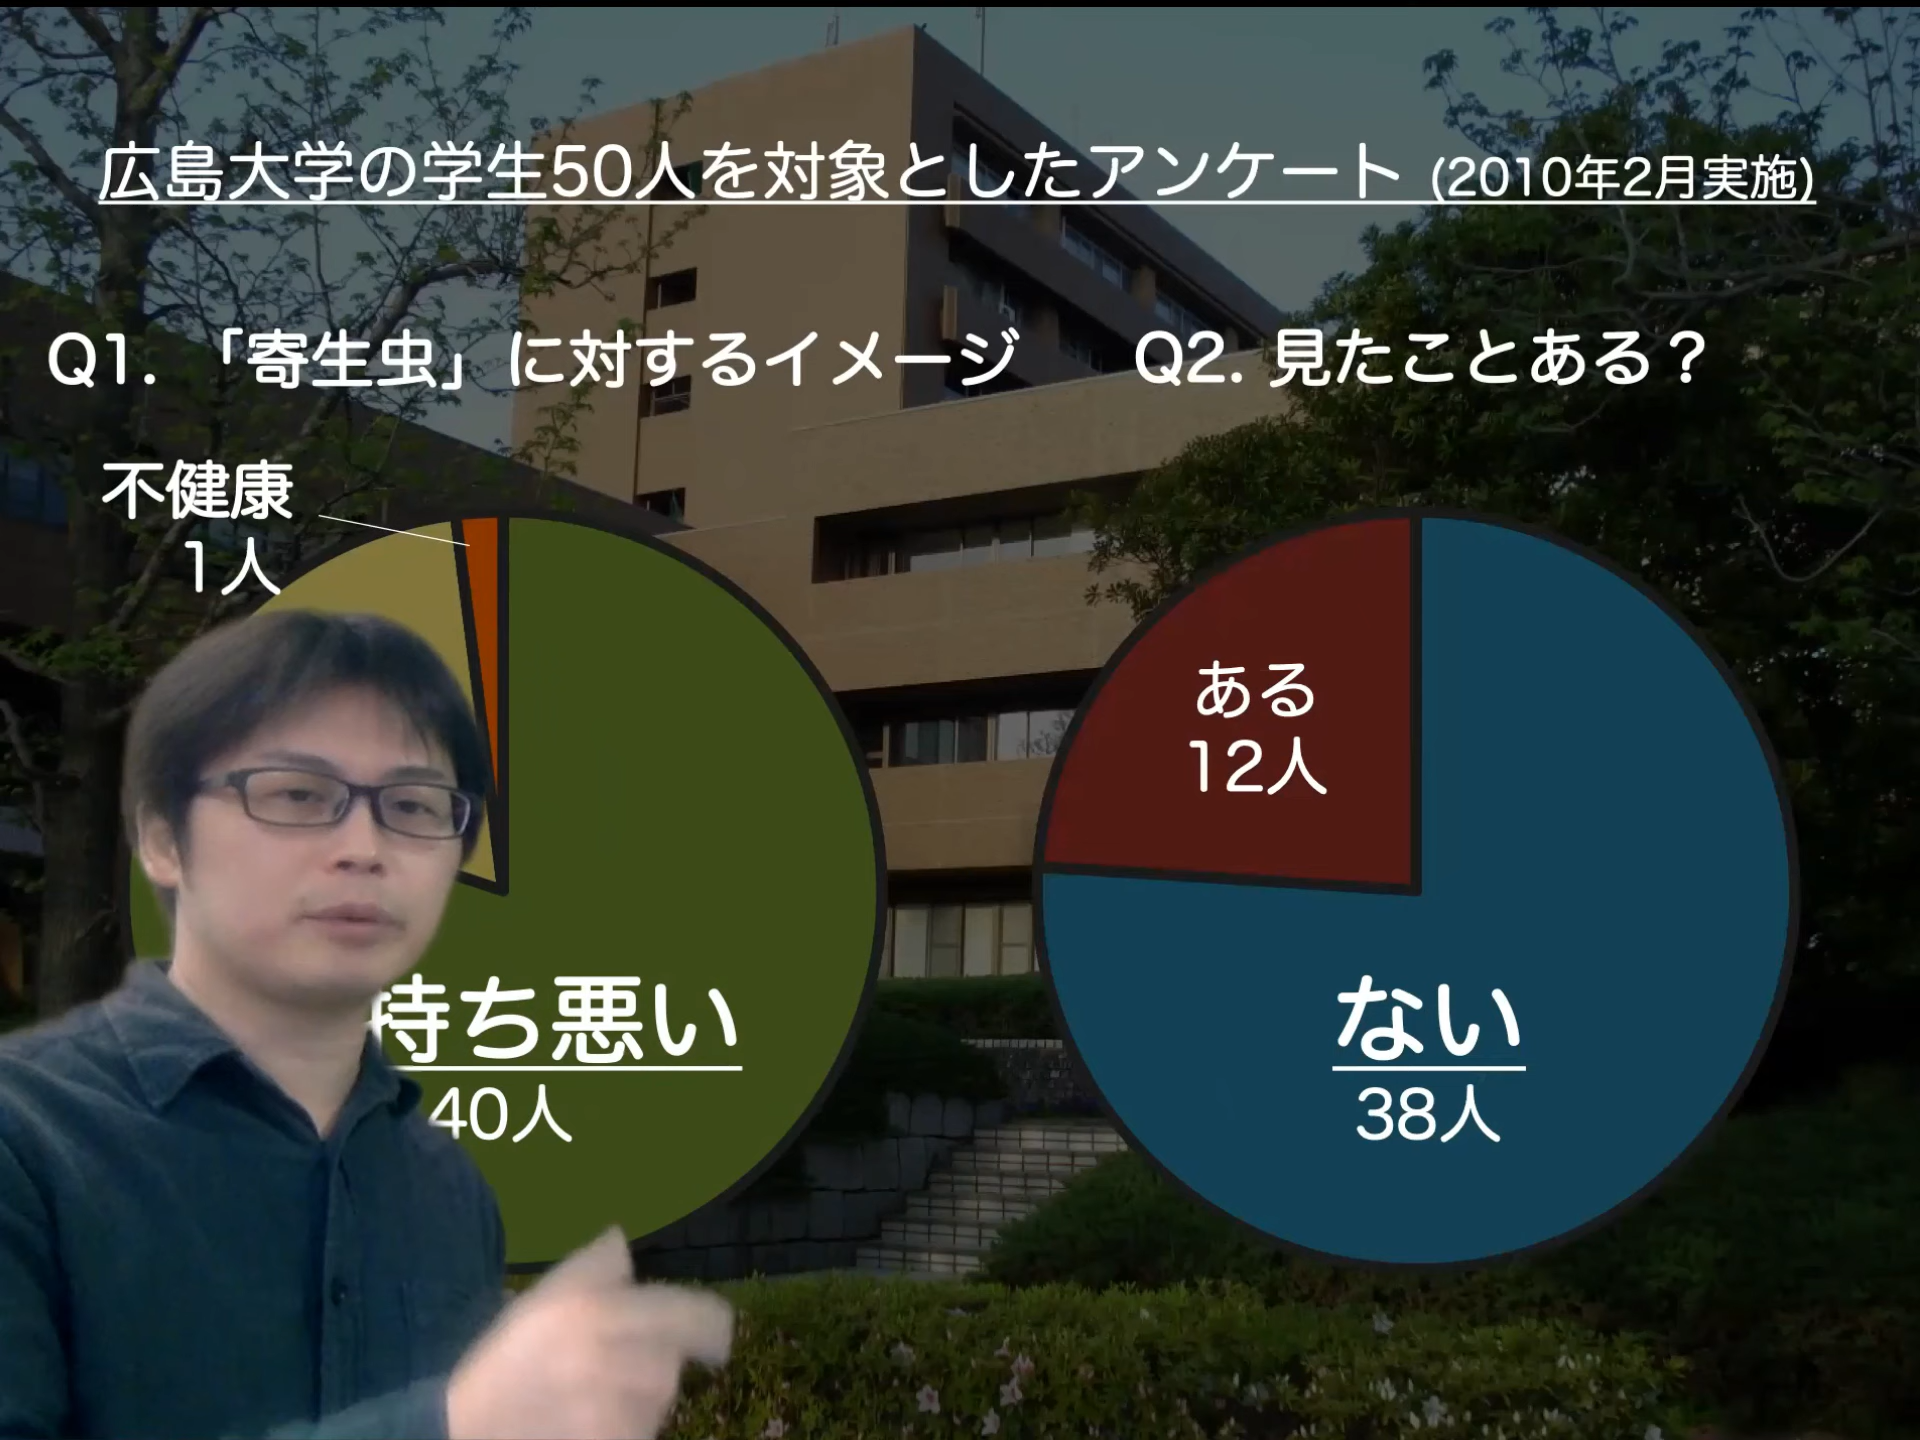 広島大学の学生50人を対象としたアンケート (2010年2月実施)
Q1. 「寄生虫」に対するイメージ
Q2. 見たことある？
不健康
1人
持ち悪い
40人
ある
12人
ない
38人